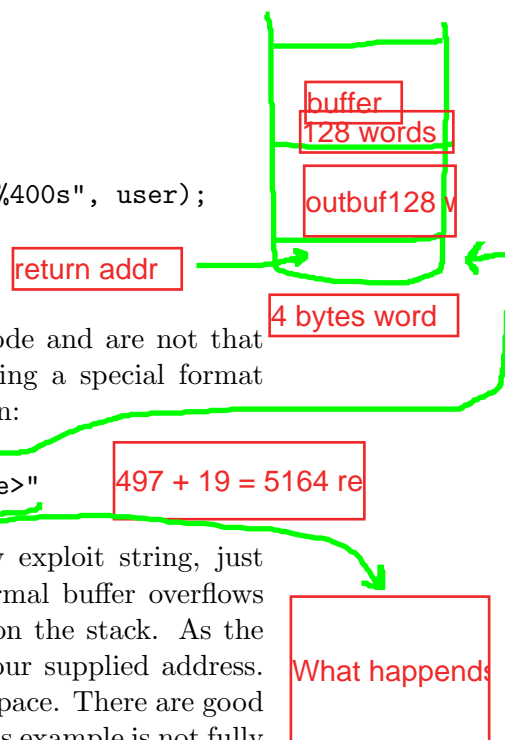 buffer
128 words
%400s", user);
outbuf128
return addr
4 bytes word
ode and are not that
ing a special format
n:
e>"
497 + 19 = 5164 re
exploit string, just
rmal buffer overflows
on the stack. As the
our supplied address.
pace. There are good
What happends
s example is not fully